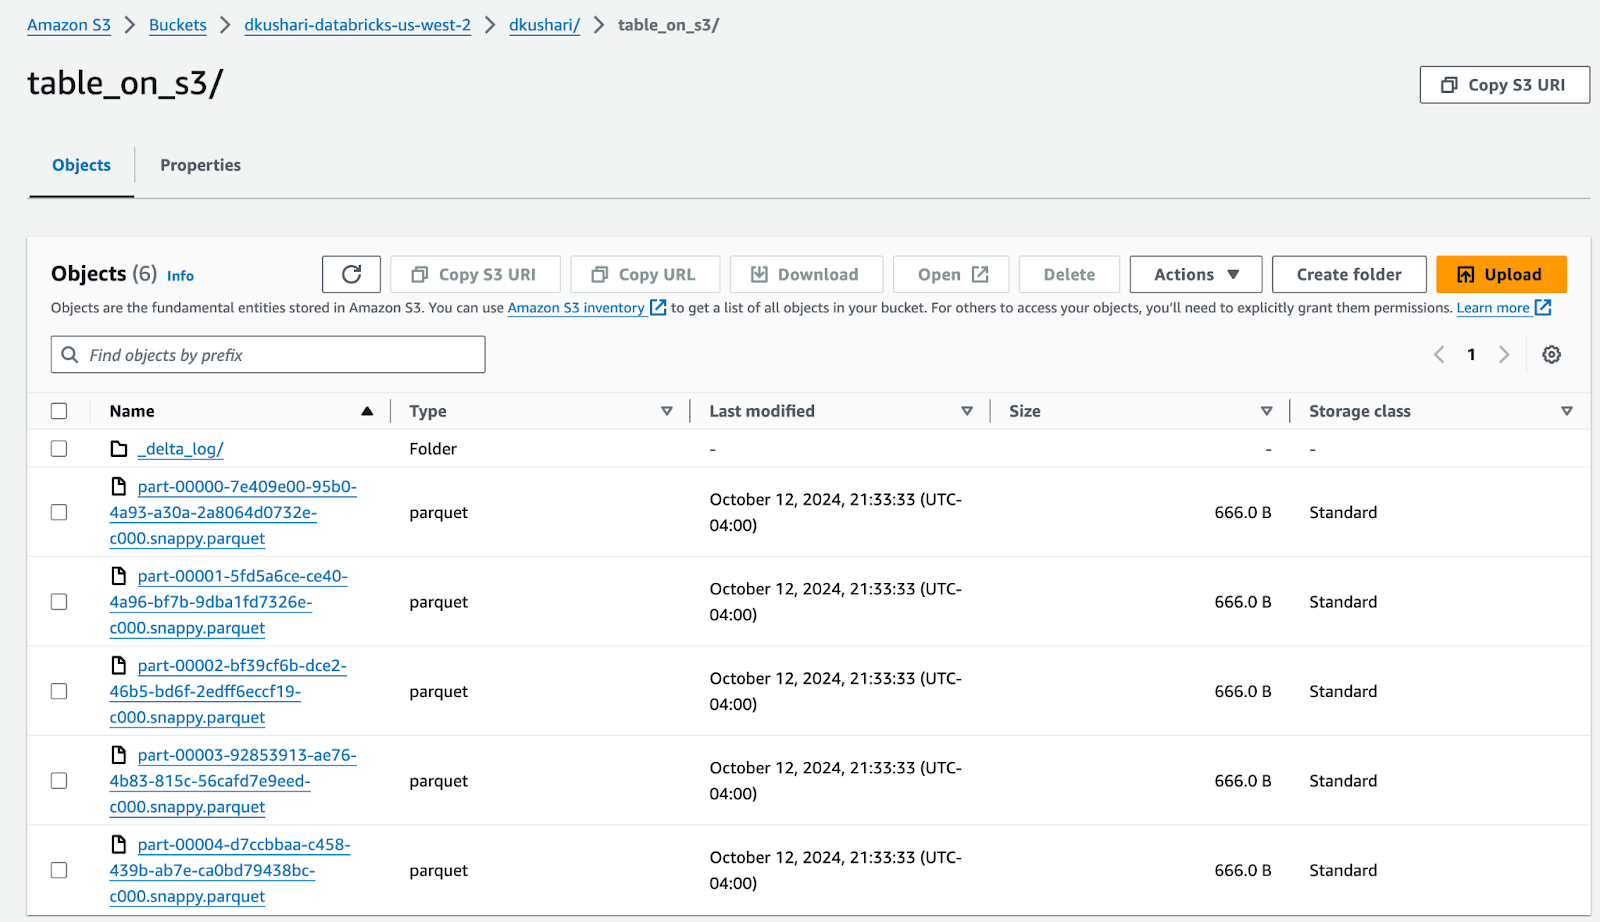 Amazon S3 > Buckets > dkushari-databricks-us-west-2 > dkushari/ > table_on_s3/
table_on_s3/
Copy S3 URI
Objects
Properties
Objects (6) Info
Copy S3 URI
Copy URL
Download
Open
Delete
Actions
Create folder
Upload
Objects are the fundamental entities stored in Amazon S3. You can use Amazon S3 inventory to get a list of all objects in your bucket. For others to access your objects, you'll need to explicitly grant them permissions. Learn more
Find objects by prefix
1
Name
Type
Last modified
Size
Storage class
_delta_log/
Folder
-
-
-
part-00000-7e409e00-95b0-
4a93-a30a-2a8064d0732e-
c000.snappy.parquet
parquet
October 12, 2024, 21:33:33 (UTC-
04:00)
666.0 B
Standard
part-00001-5fd5a6ce-ce40-
4a96-bf7b-9dba1fd7326e-
c000.snappy.parquet
parquet
October 12, 2024, 21:33:33 (UTC-
04:00)
666.0 B
Standard
part-00002-bf39cf6b-dce2-
46b5-bd6f-2edff6eccf19-
c000.snappy.parquet
parquet
October 12, 2024, 21:33:33 (UTC-
04:00)
666.0 B
Standard
part-00003-92853913-ae76-
4b83-815c-56cafd7e9eed-
c000.snappy.parquet
parquet
October 12, 2024, 21:33:33 (UTC-
04:00)
666.0 B
Standard
part-00004-d7ccbbaa-c458-
439b-ab7e-ca0bd79438bc-
c000.snappy.parquet
parquet
October 12, 2024, 21:33:33 (UTC-
04:00)
666.0 B
Standard